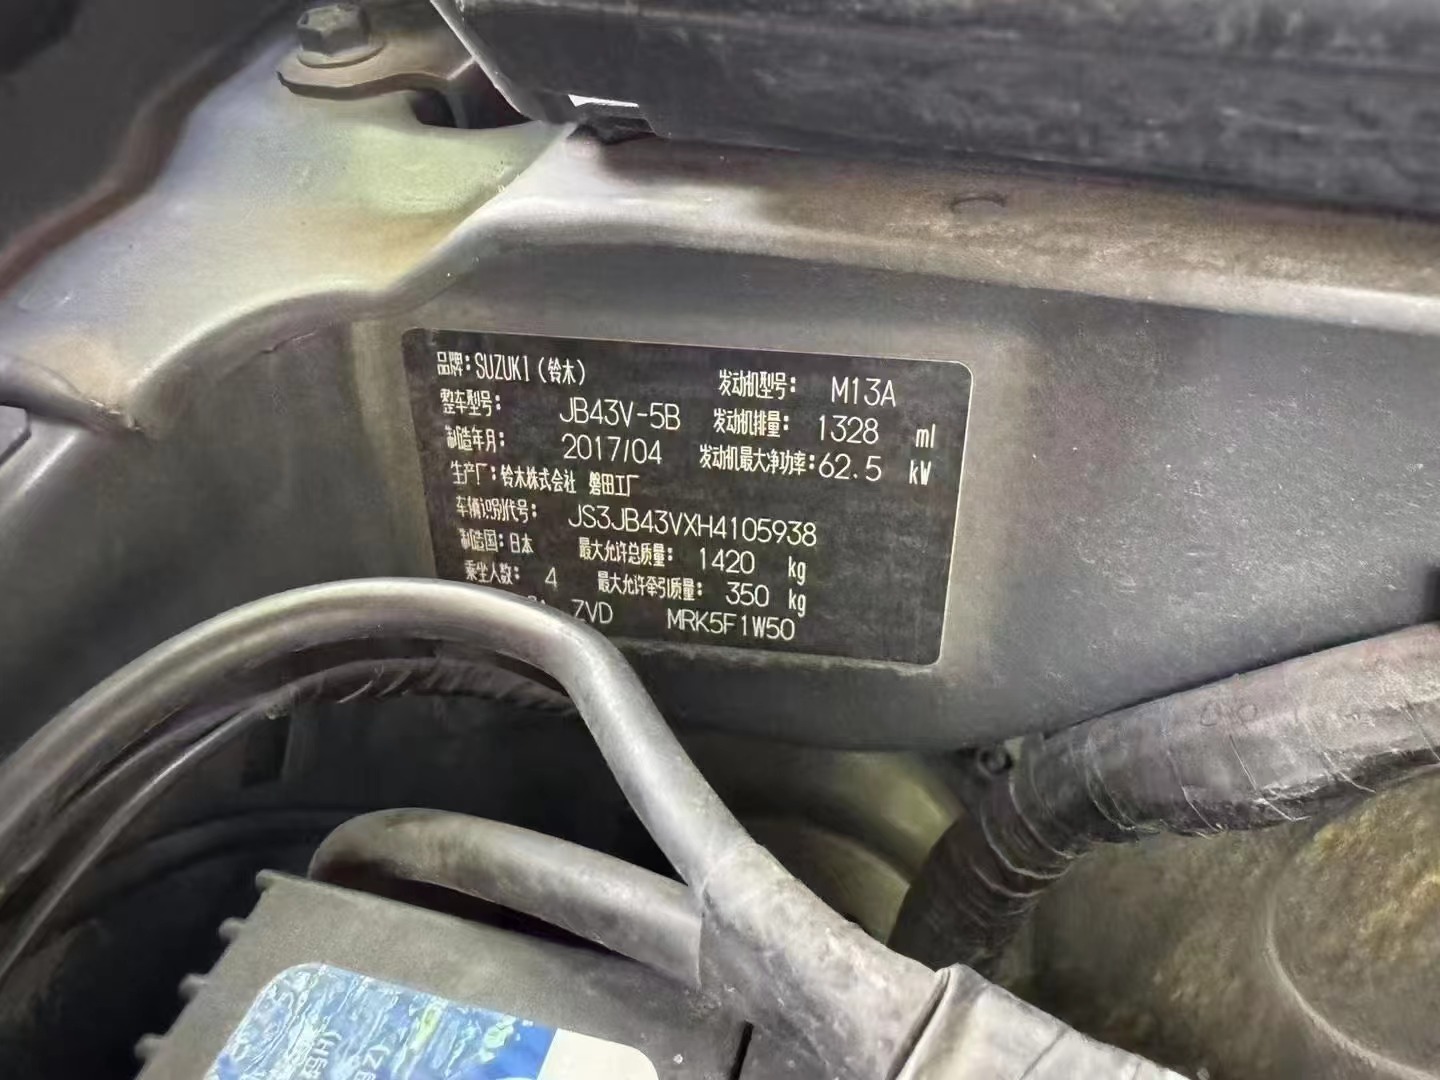 品牌：SUZUKI（铃木） 发动机型号： M13A
整车型号： JB43V-5B 发动机排量： 1328 ml
制造年月： 2017/04 发动机最大净功率：62.5 kW
生产厂：铃木株式会社 磐田工厂
车辆识别代号： JS3JB43VXH4105938
制造国：日本 最大允许总质量： 1420 kg
乘坐人数： 4 最大允许牵引质量： 350 kg
ZVD MRK5F1W50